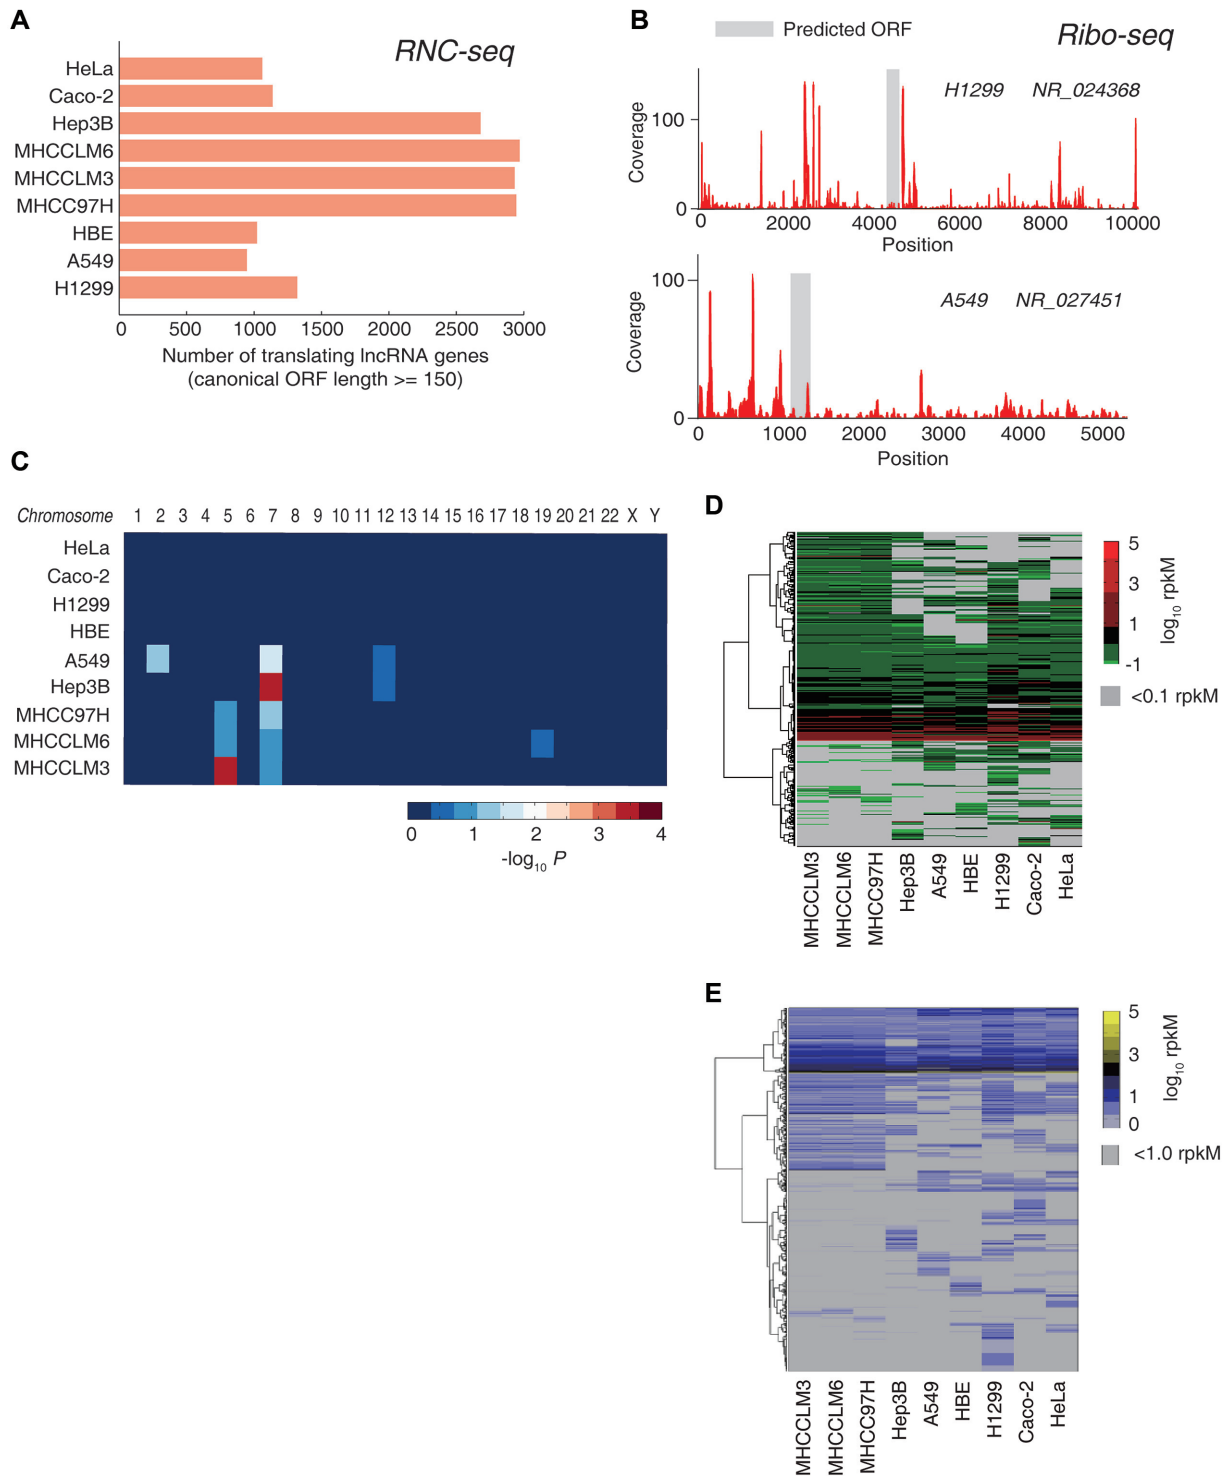 A
RNC-seq
HeLa
Caco-2
Hep3B
MHCCLM6
MHCCLM3
MHCC97H
HBE
A549
H1299
0 500 1000 1500 2000 2500 3000
Number of translating lncRNA genes
(canonical ORF length >= 150)
B
Predicted ORF
Ribo-seq
H1299 NR_024368
Coverage
100
0
0 2000 4000 6000 8000 10000
Position
A549 NR_027451
Coverage
100
0
0 1000 2000 3000 4000 5000
Position
C
Chromosome 1 2 3 4 5 6 7 8 9 10 11 12 13 14 15 16 17 18 19 20 21 22 X Y
HeLa
Caco-2
H1299
HBE
A549
Hep3B
MHCC97H
MHCCLM6
MHCCLM3
0 1 2 3 4
-log10 P
D
5
3
1
-1
log10 rpkM
<0.1 rpkM
MHCCLM3
MHCCLM6
MHCC97H
Hep3B
A549
HBE
H1299
Caco-2
HeLa
E
5
3
1
0
log10 rpkM
<1.0 rpkM
MHCCLM3
MHCCLM6
MHCC97H
Hep3B
A549
HBE
H1299
Caco-2
HeLa